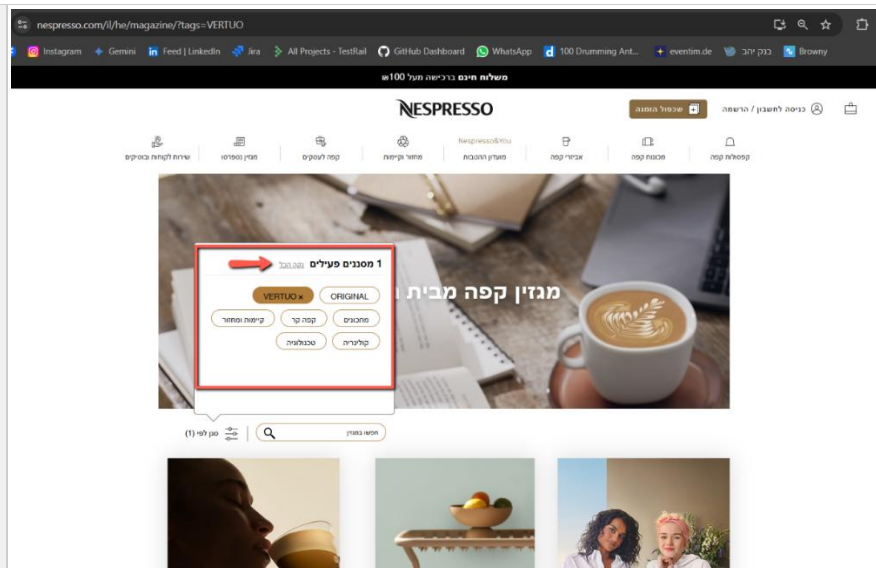 nespresso.com/il/he/magazine/?tags=VERTUO
Instagram Gemini Feed | LinkedIn Jira All Projects - TestRail GitHub Dashboard WhatsApp 100 Drumming Ant... eventim.de כנק יהב Browny
משלוח חינם ברכישה מעל 100₪
NESPRESSO
כניסה לחשבון / הרשמה
שכפול הזמנה
קפסולות קפה
מכונות קפה
אביזרי קפה
Nespresso&You
מועדון ההטבות
מחזור וקיימות
קפה לעסקים
מגזין נספרסו
שירות לקוחות ובוטיקים
מגזין קפה מבית
1 מסננים פעילים נקה הכל
ORIGINAL VERTUO ×
מתכונים קפה קר קיימות ומחזור
קולינריה טכנולוגיה
חפשו במגזין
סנן לפי (1)